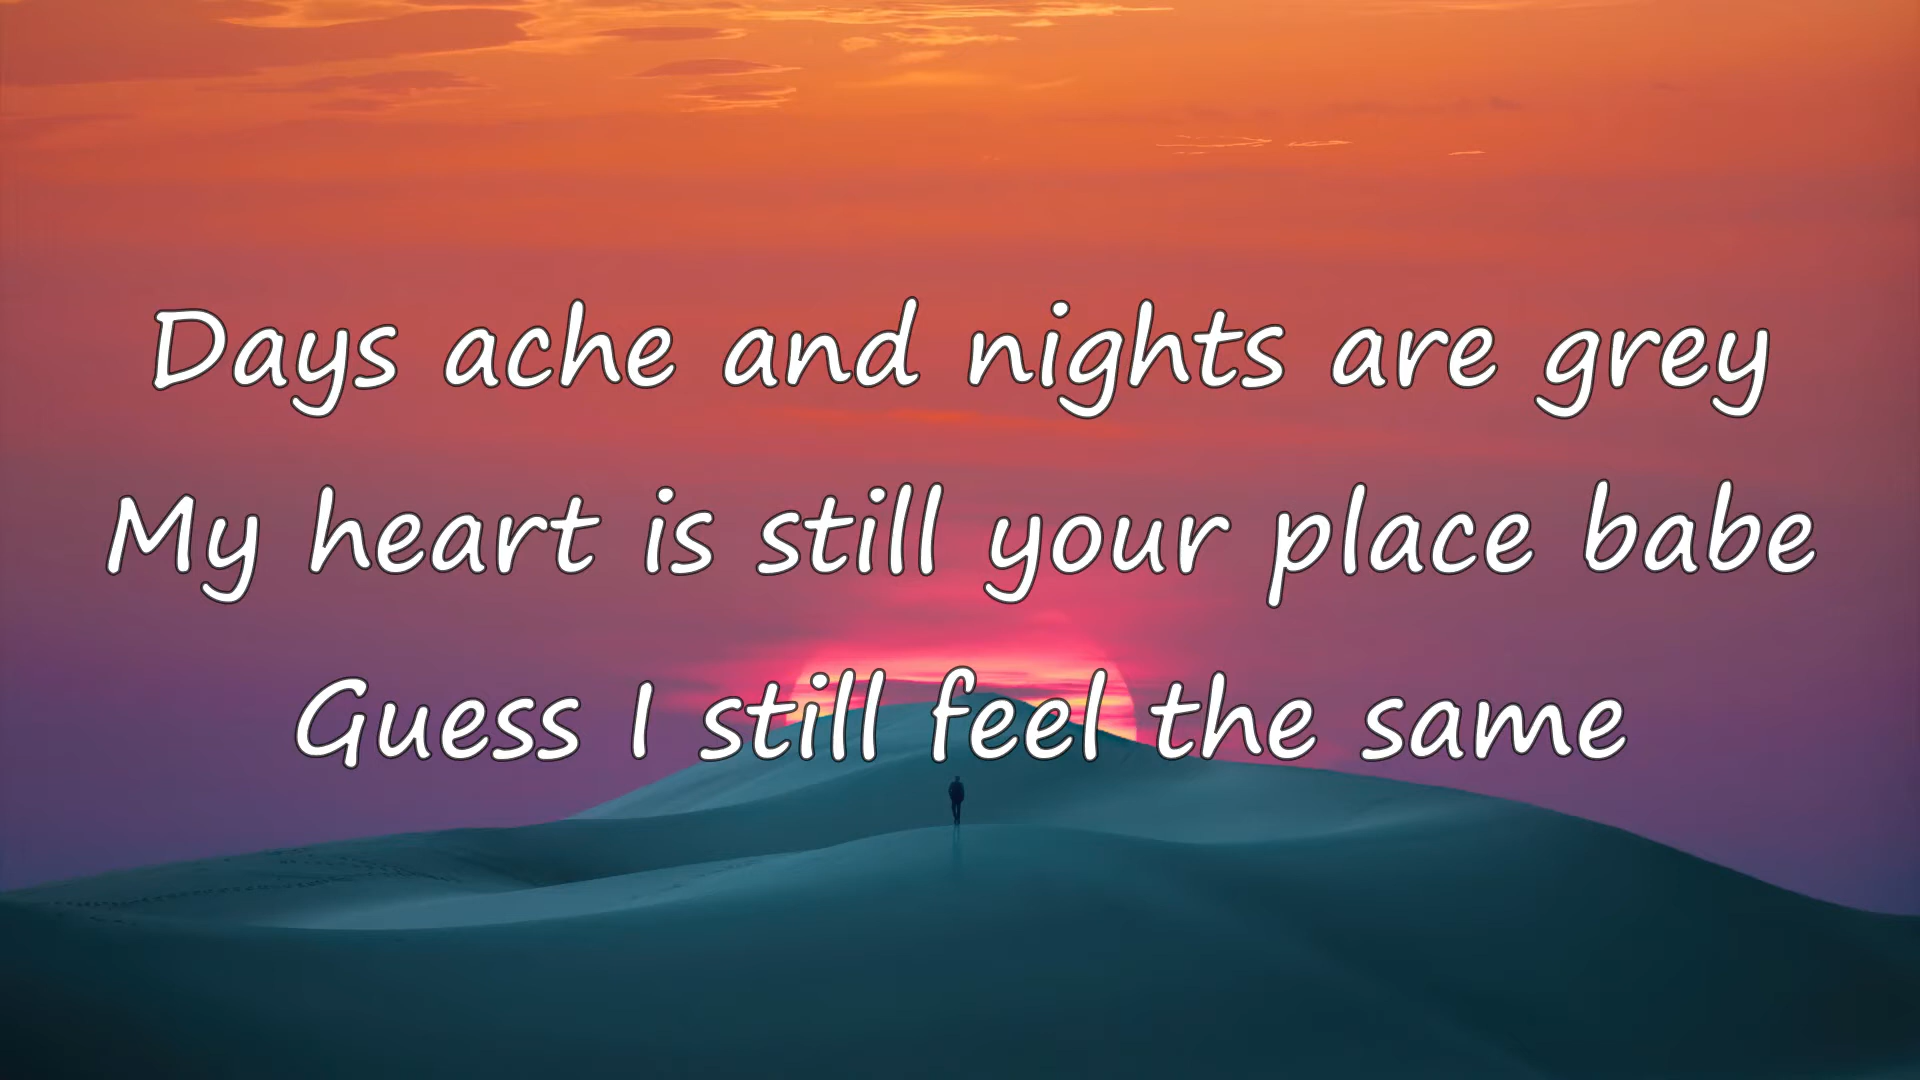 Days ache and nights are grey
My heart is still your place babe
Guess I still feel the same